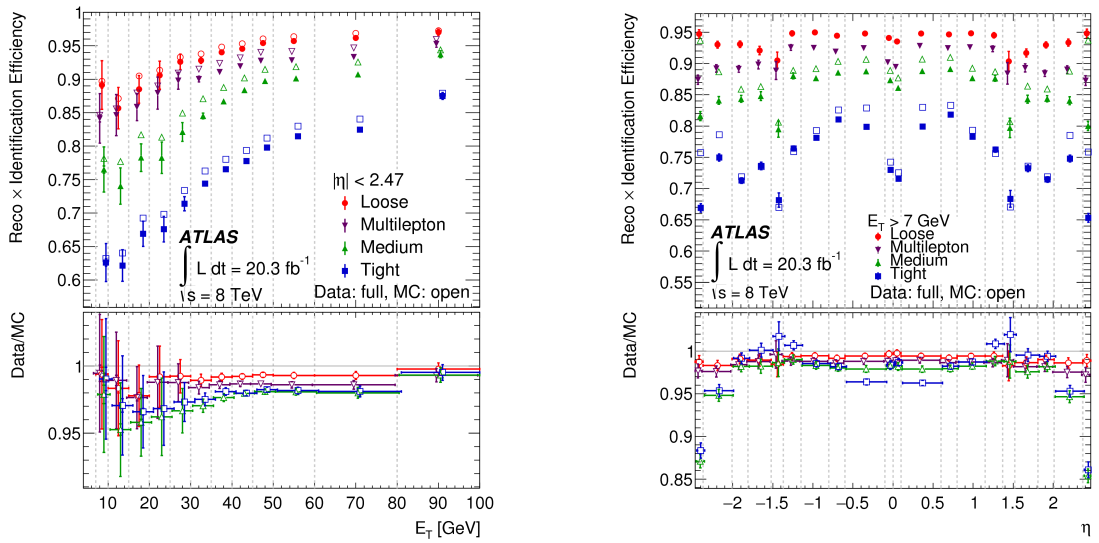 Reco × Identification Efficiency
1
0.95
0.9
0.85
0.8
0.75
0.7
0.65
0.6
|η| < 2.47
Loose
Multilepton
Medium
Tight
ATLAS
∫ L dt = 20.3 fb⁻¹
√s = 8 TeV
Data: full, MC: open
Data/MC
1
0.95
0 10 20 30 40 50 60 70 80 90 100
E_T [GeV]
Reco × Identification Efficiency
0.95
0.9
0.85
0.8
0.75
0.7
0.65
0.6
0.55
E_T > 7 GeV
Loose
Multilepton
Medium
Tight
ATLAS
∫ L dt = 20.3 fb⁻¹
√s = 8 TeV
Data: full, MC: open
Data/MC
1
0.95
0.9
0.85
−2 −1.5 −1 −0.5 0 0.5 1 1.5 2
η